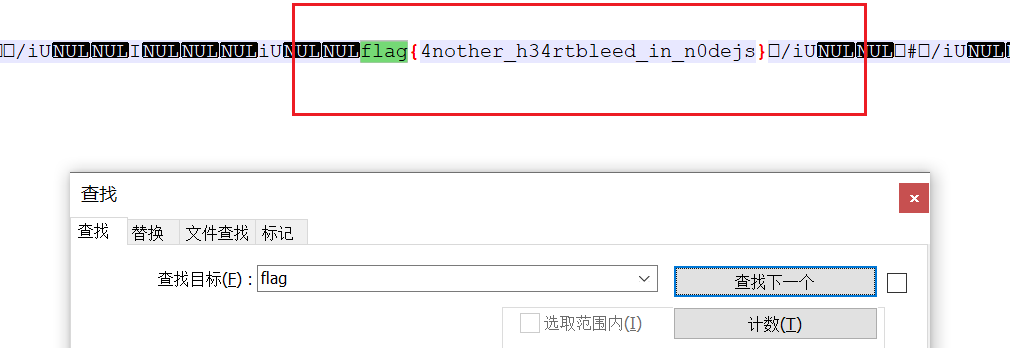 /iUNULNULINULNULNULiUNULNULflag{4nother_h34rtbleed_in_n0dejs}/iUNULNUL#/iUNULNUL
查找
查找 替换 文件查找 标记
查找目标(F) : flag 查找下一个
选取范围内(I) 计数(T)